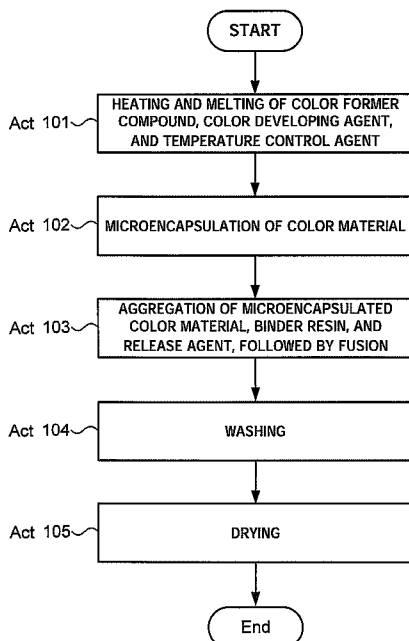 START
Act 101
HEATING AND MELTING OF COLOR FORMER
COMPOUND, COLOR DEVELOPING AGENT,
AND TEMPERATURE CONTROL AGENT
Act 102
MICROENCAPSULATION OF COLOR MATERIAL
Act 103
AGGREGATION OF MICROENCAPSULATED
COLOR MATERIAL, BINDER RESIN, AND
RELEASE AGENT, FOLLOWED BY FUSION
Act 104
WASHING
Act 105
DRYING
End